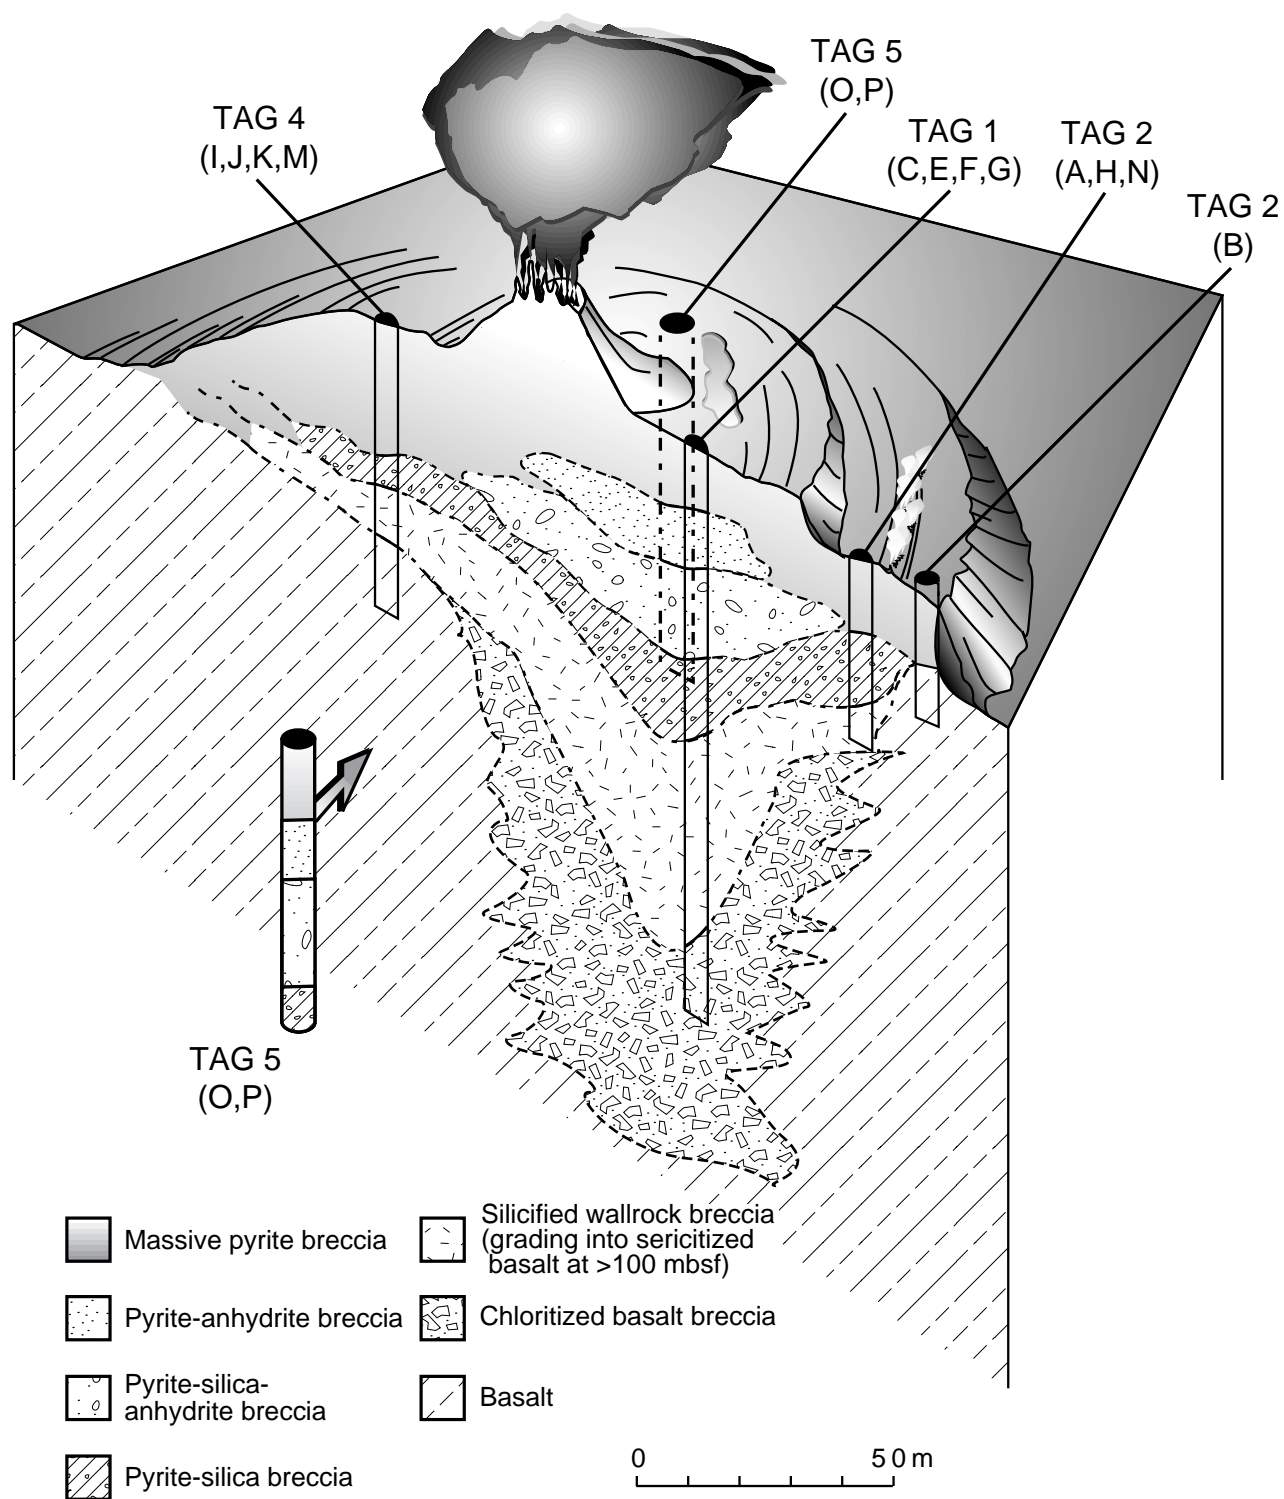 TAG 5
(O,P)
TAG 4
(I,J,K,M)
TAG 1
(C,E,F,G)
TAG 2
(A,H,N)
TAG 2
(B)
TAG 5
(O,P)
Massive pyrite breccia
Pyrite-anhydrite breccia
Pyrite-silica-
anhydrite breccia
Pyrite-silica breccia
Silicified wallrock breccia
(grading into sericitized
basalt at >100 mbsf)
Chloritized basalt breccia
Basalt
0 50 m